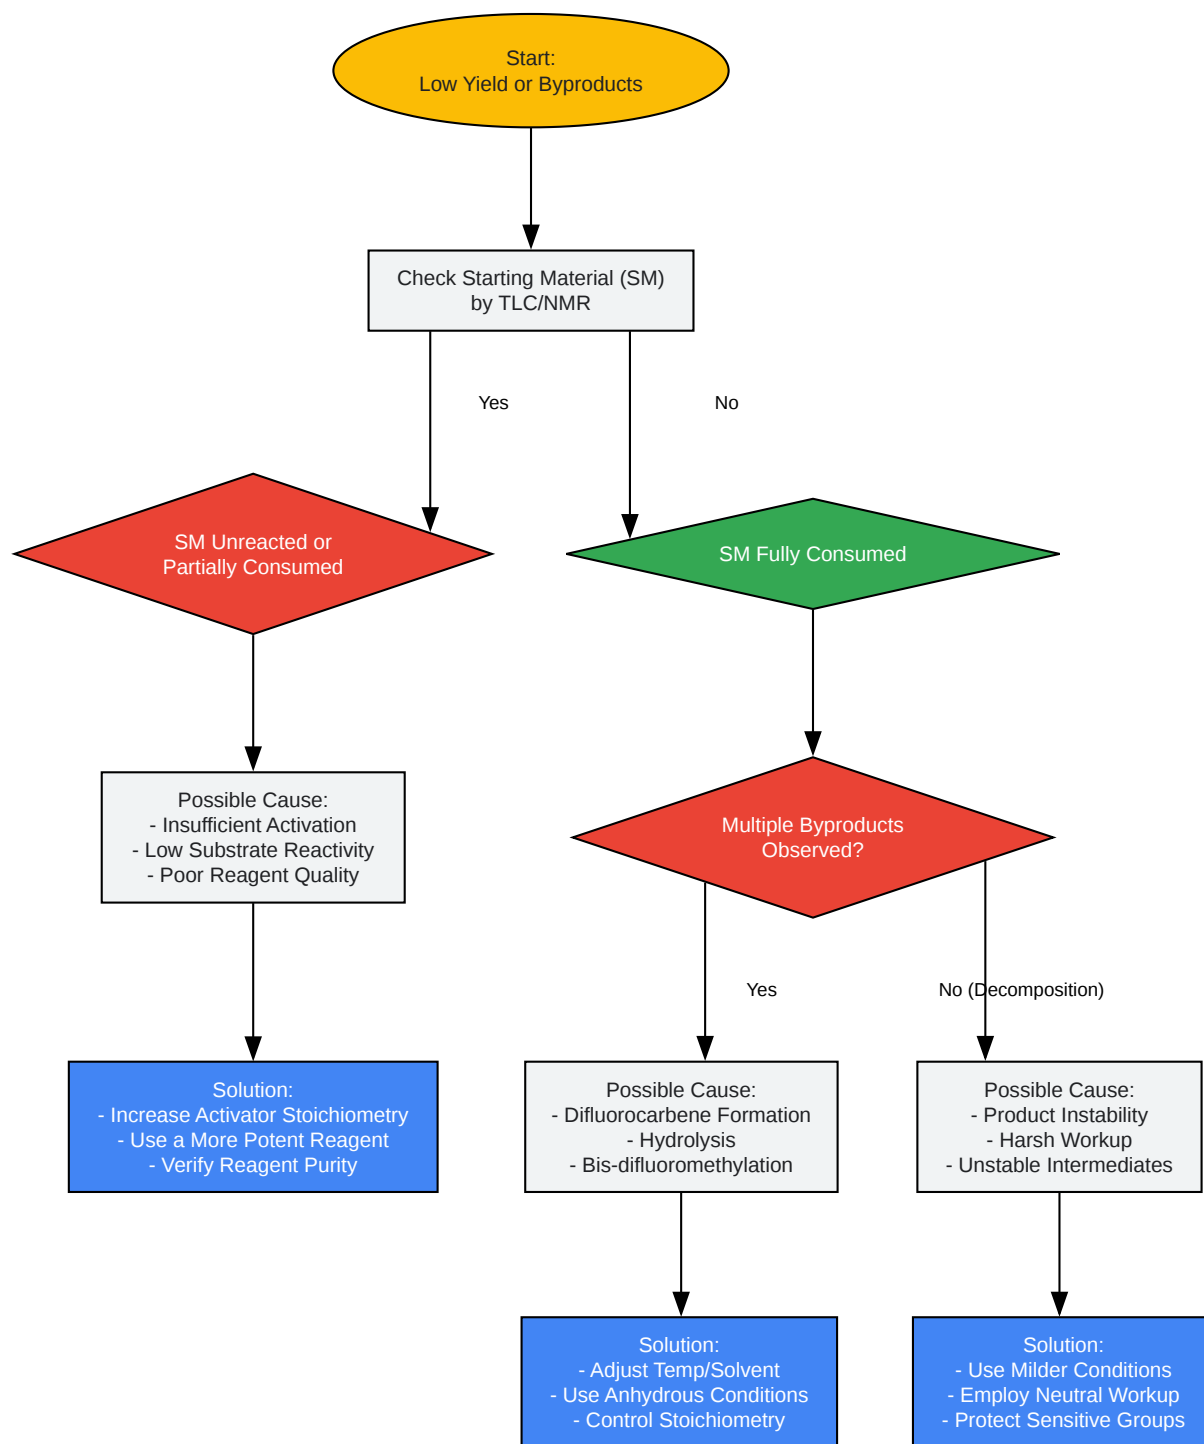 Start:
Low Yield or Byproducts
Check Starting Material (SM)
by TLC/NMR
Yes
No
SM Unreacted or
Partially Consumed
SM Fully Consumed
Possible Cause:
- Insufficient Activation
- Low Substrate Reactivity
- Poor Reagent Quality
Multiple Byproducts
Observed?
Yes
No (Decomposition)
Solution:
- Increase Activator Stoichiometry
- Use a More Potent Reagent
- Verify Reagent Purity
Possible Cause:
- Difluorocarbene Formation
- Hydrolysis
- Bis-difluoromethylation
Possible Cause:
- Product Instability
- Harsh Workup
- Unstable Intermediates
Solution:
- Adjust Temp/Solvent
- Use Anhydrous Conditions
- Control Stoichiometry
Solution:
- Use Milder Conditions
- Employ Neutral Workup
- Protect Sensitive Groups